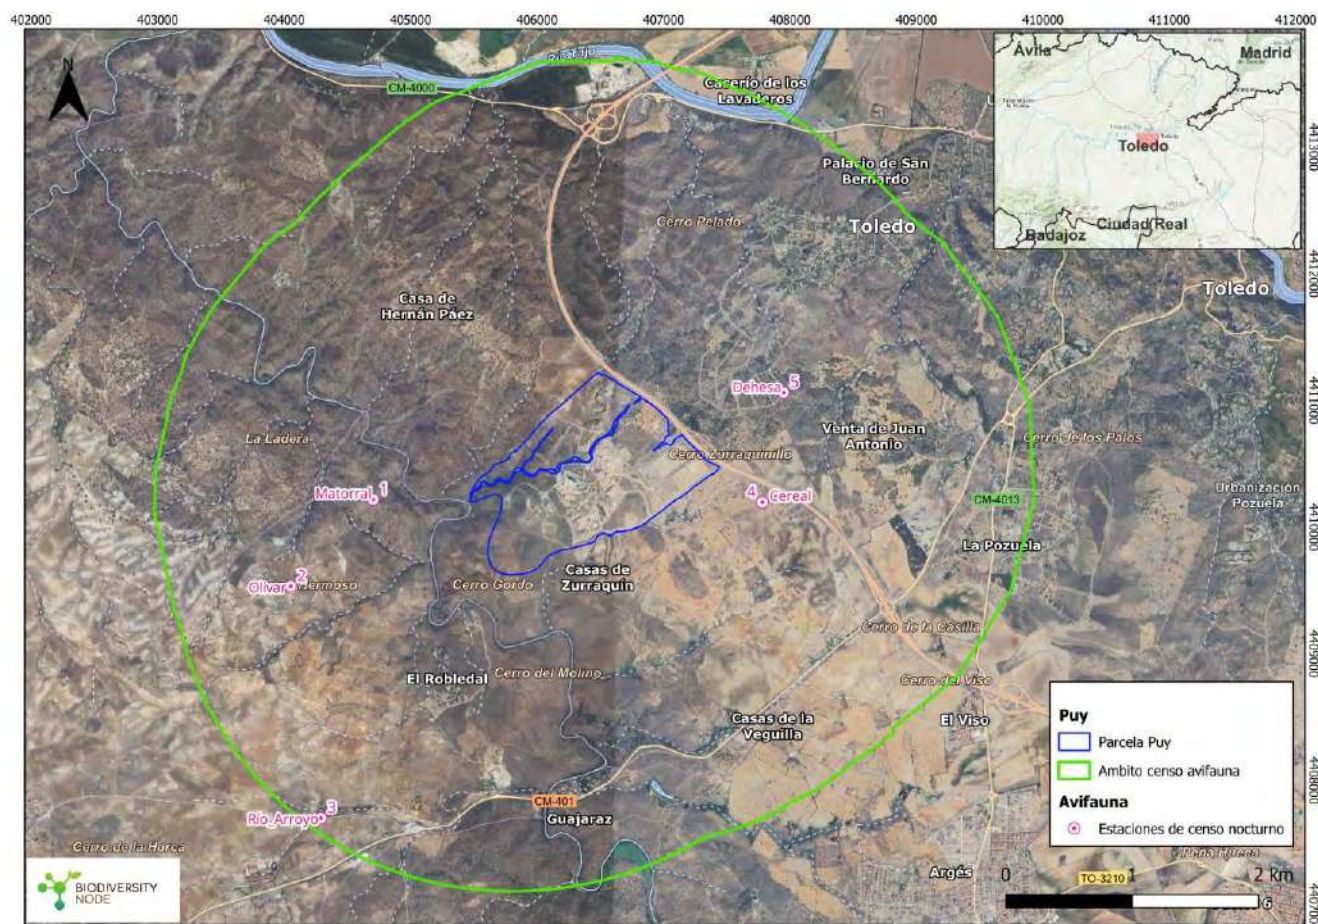 402000
403000
404000
405000
406000
407000
408000
409000
410000
411000
412000
N
CM-4000
Río Tajo
Caserío de los
Lavaderos
Palacio de San
Bernardo
Cerro Pelado
Toledo
Casa de
Hernán Páez
Ávila
Madrid
Toledo
Ciudad Real
Badajoz
Toledo
4413000
4412000
4411000
4410000
4409000
4408000
4407000
Dehesa 5
La Ladera
Venta de Juan
Antonio
Cerro de los Palos
Cerro Zurraquinillo
Matorral 1
4 Cereal
CM-4013
Urbanización
Pozuela
La Pozuela
Olivar 2
Hermoso
Cerro Gordo
Casas de
Zurraquín
Cerro de la Casilla
El Robledal
Cerro del Molino
Cerro del Viso
Casas de la
Veguilla
El Viso
Puy
Parcela Puy
Ambito censo avifauna
Avifauna
Estaciones de censo nocturno
Río_Arroyo 3
CM-401
Guajaraz
Cerro de la Horca
Argés
Peña Hueca
TO-3210
0
1
2 km
BIODIVERSITY
NODE